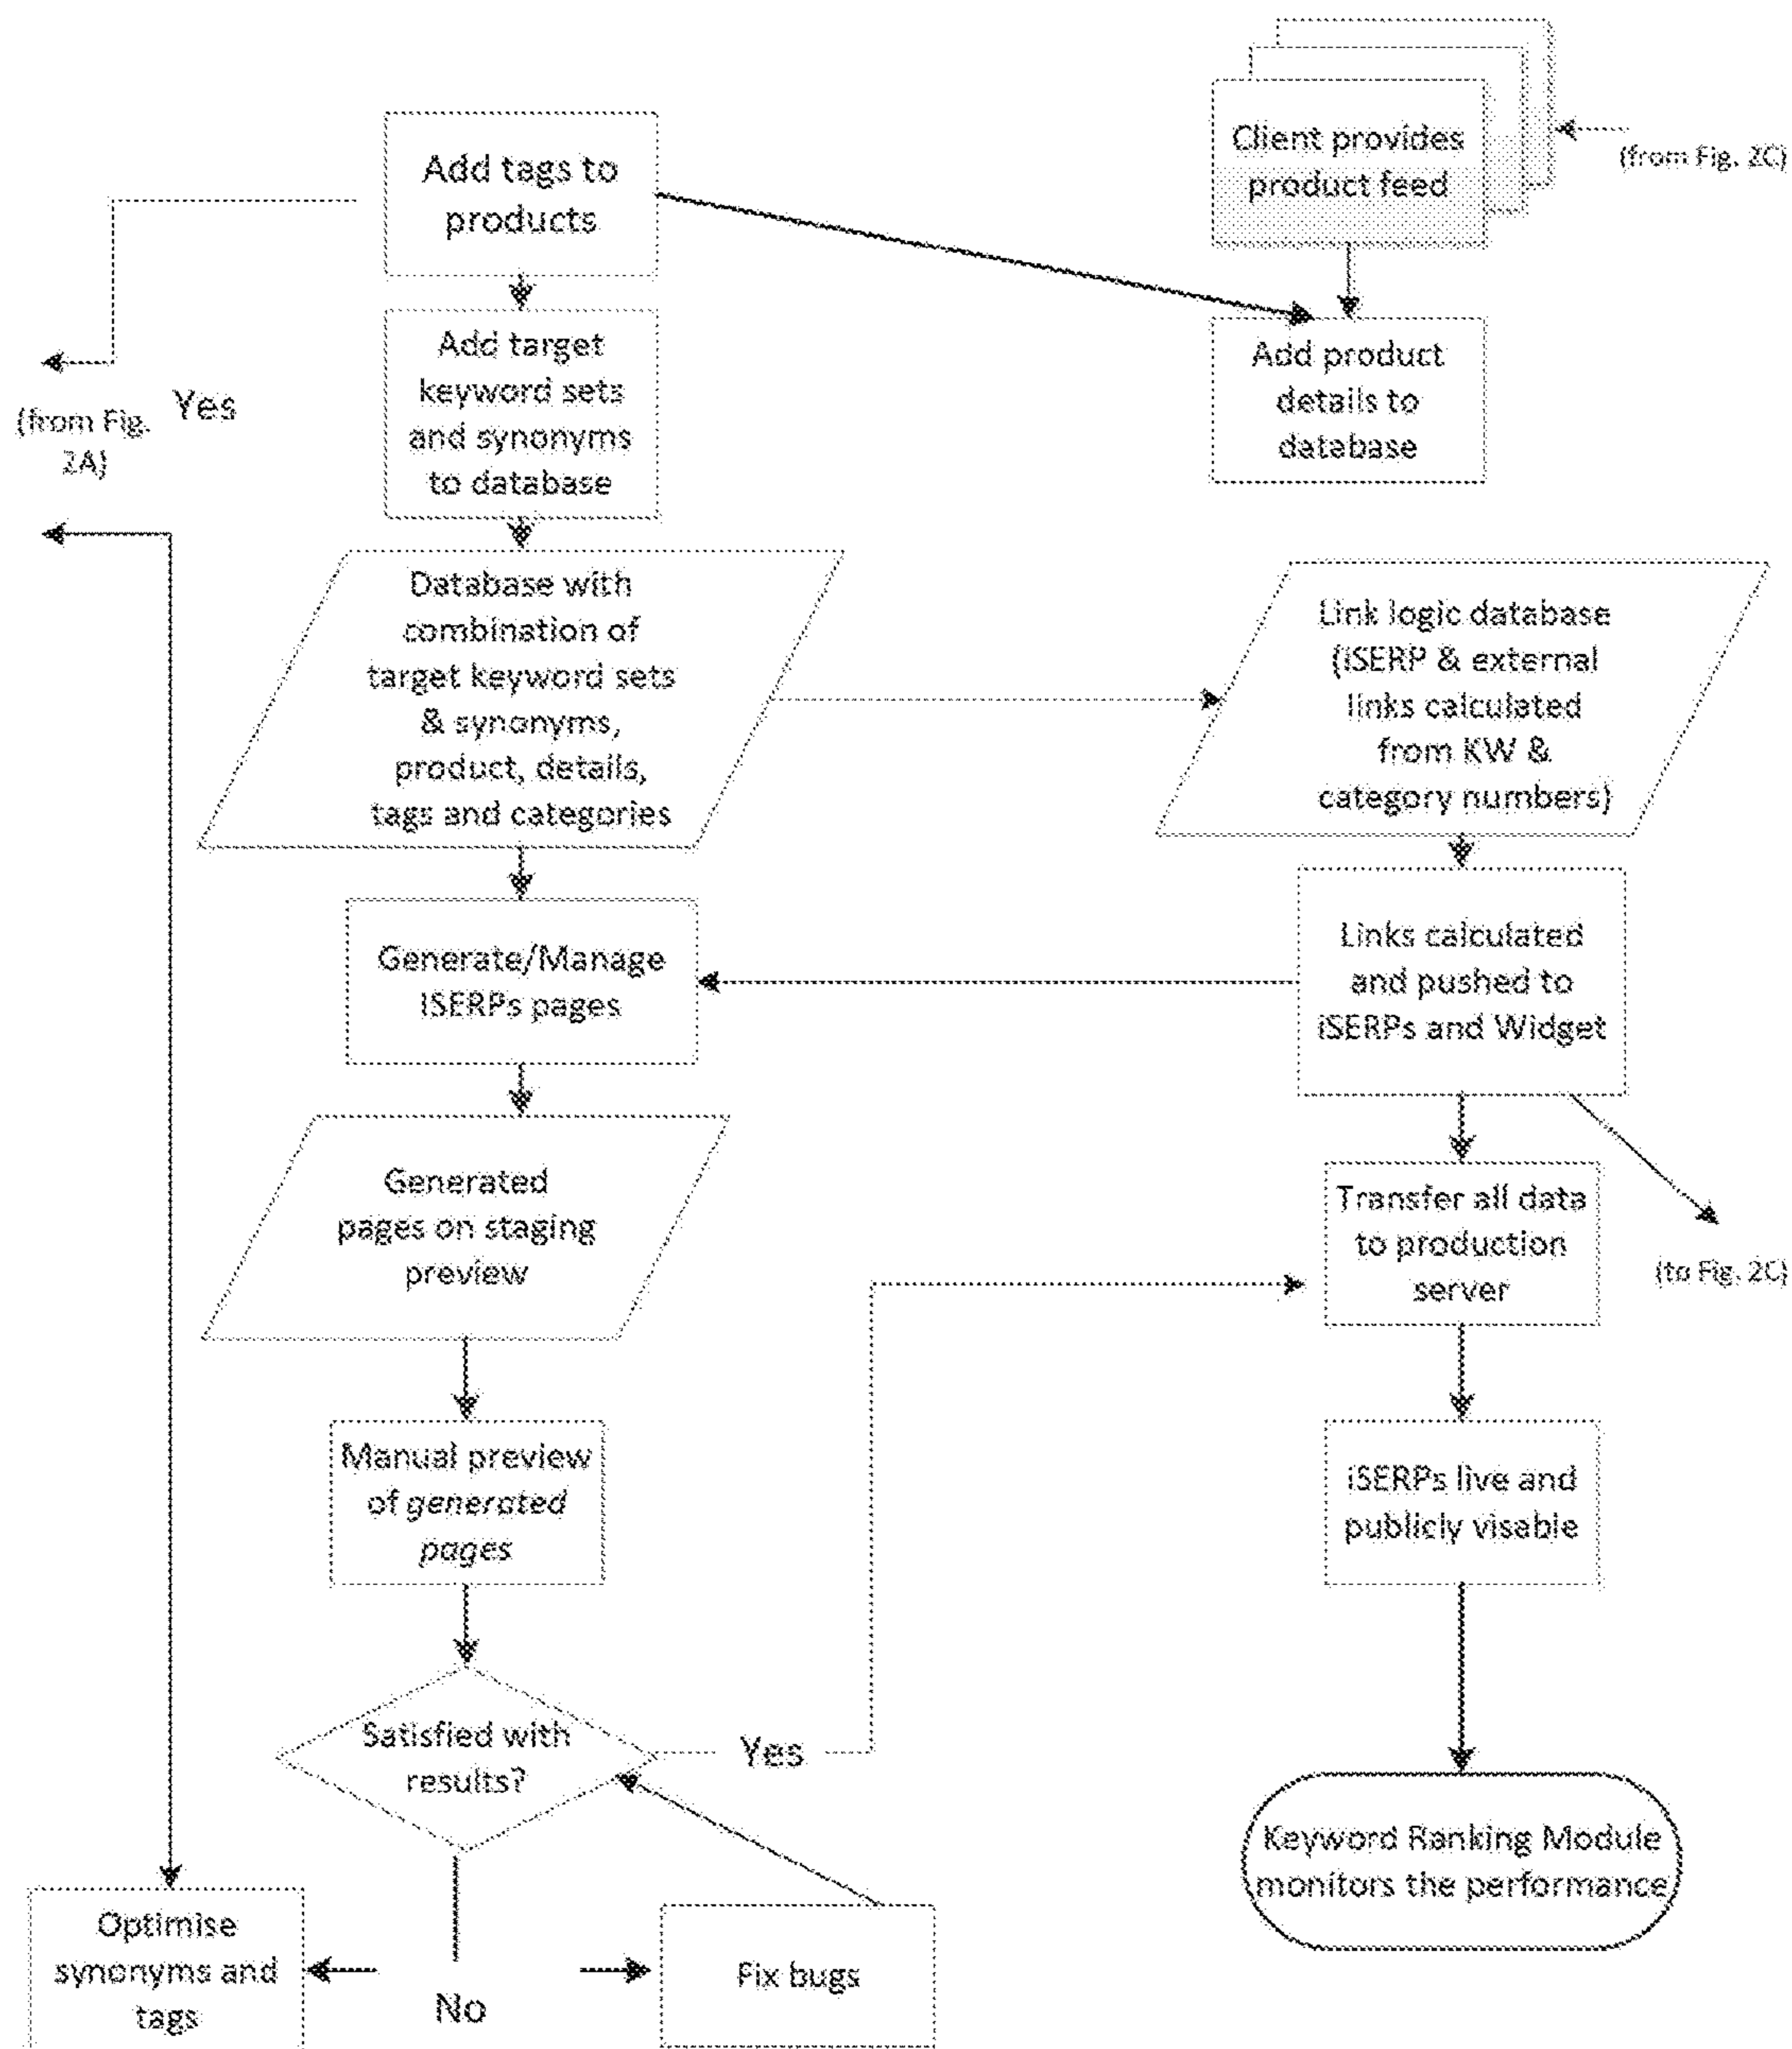 Add tags to
products
Client provides
product feed
(from Fig. 2C)
Add target
keyword sets
and synonyms
to database
Add product
details to
database
Yes
(from Fig.
2A)
Database with
combination of
target keyword sets
& synonyms,
product, details,
tags and categories
Link logic database
(iSERP & external
links calculated
from KW &
category numbers)
Generate/Manage
iSERPs pages
Links calculated
and pushed to
iSERPs and Widget
Generated
pages on staging
preview
Transfer all data
to production
server
(to Fig. 2C)
Manual preview
of generated
pages
iSERPs live and
publicly visable
Satisfied with
results?
Yes
Keyword Ranking Module
monitors the performance
Optimise
synonyms and
tags
No
Fix bugs